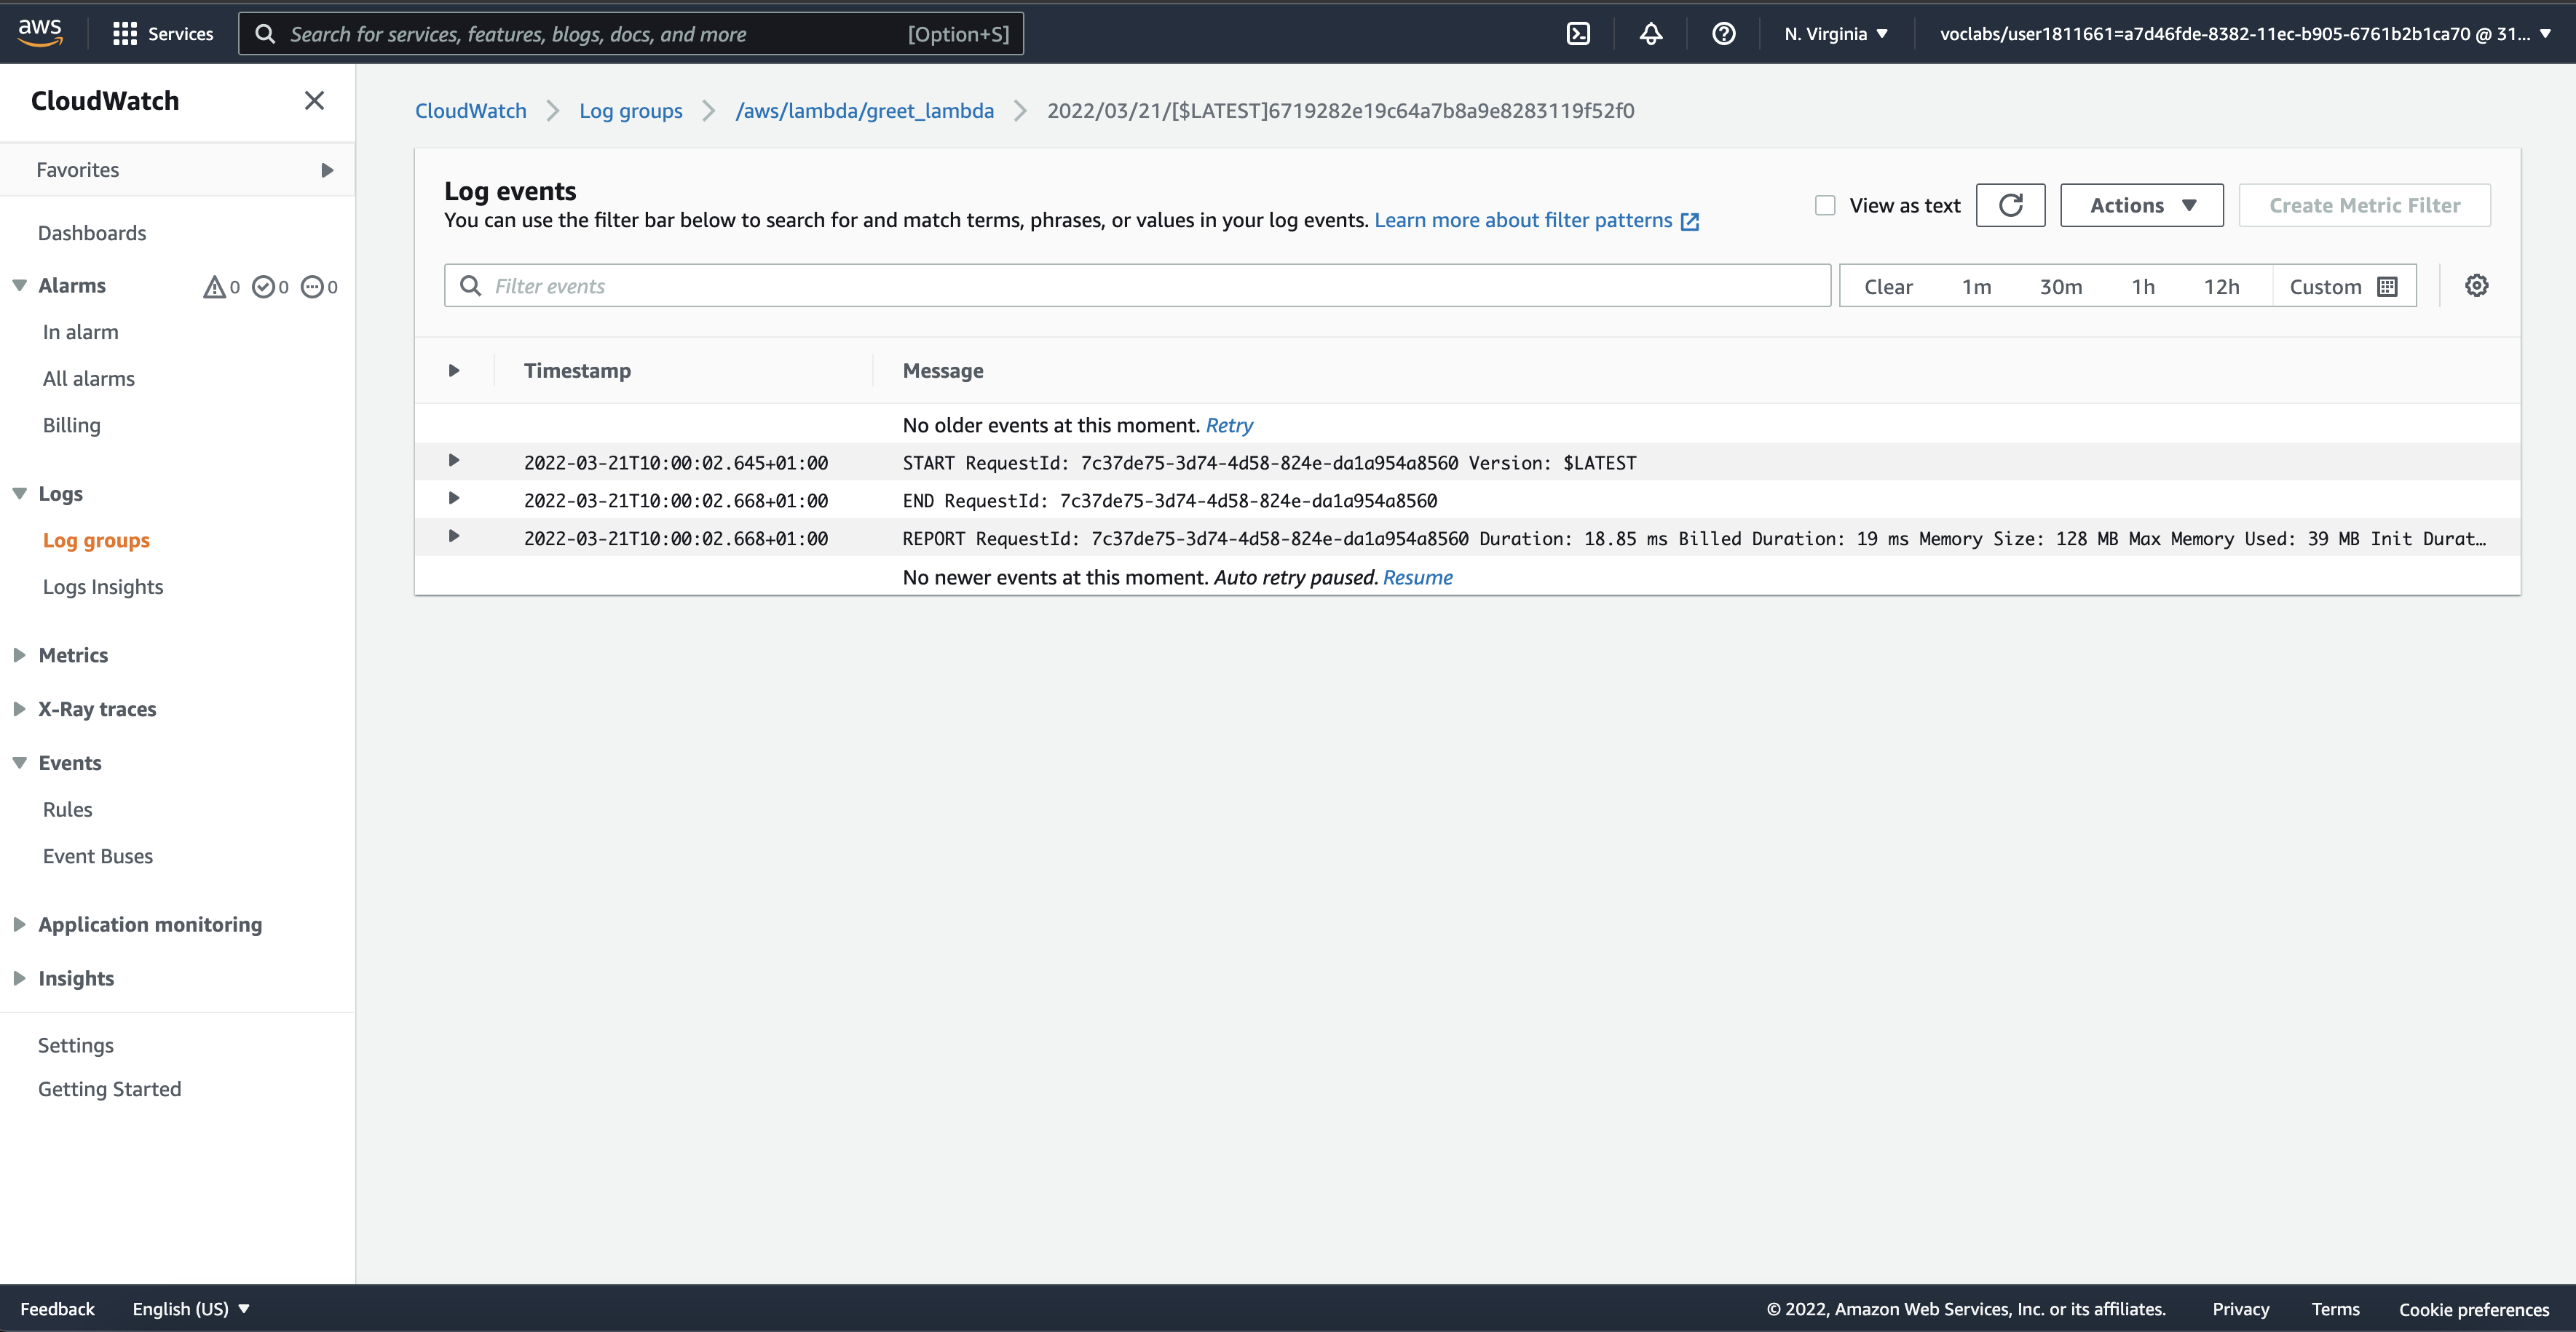 aws
Services
Search for services, features, blogs, docs, and more [Option+S]
N. Virginia
voclabs/user1811661=a7d46fde-8382-11ec-b905-6761b2b1ca70 @ 31...
CloudWatch
Favorites
Dashboards
Alarms 0 0 0
In alarm
All alarms
Billing
Logs
Log groups
Logs Insights
Metrics
X-Ray traces
Events
Rules
Event Buses
Application monitoring
Insights
Settings
Getting Started
CloudWatch Log groups /aws/lambda/greet_lambda 2022/03/21/[$LATEST]6719282e19c64a7b8a9e8283119f52f0
Log events
You can use the filter bar below to search for and match terms, phrases, or values in your log events. Learn more about filter patterns
View as text
Actions
Create Metric Filter
Filter events
Clear 1m 30m 1h 12h Custom
Timestamp Message
No older events at this moment. Retry
2022-03-21T10:00:02.645+01:00 START RequestId: 7c37de75-3d74-4d58-824e-da1a954a8560 Version: $LATEST
2022-03-21T10:00:02.668+01:00 END RequestId: 7c37de75-3d74-4d58-824e-da1a954a8560
2022-03-21T10:00:02.668+01:00 REPORT RequestId: 7c37de75-3d74-4d58-824e-da1a954a8560 Duration: 18.85 ms Billed Duration: 19 ms Memory Size: 128 MB Max Memory Used: 39 MB Init Durat…
No newer events at this moment. Auto retry paused. Resume
Feedback English (US)
© 2022, Amazon Web Services, Inc. or its affiliates. Privacy Terms Cookie preferences